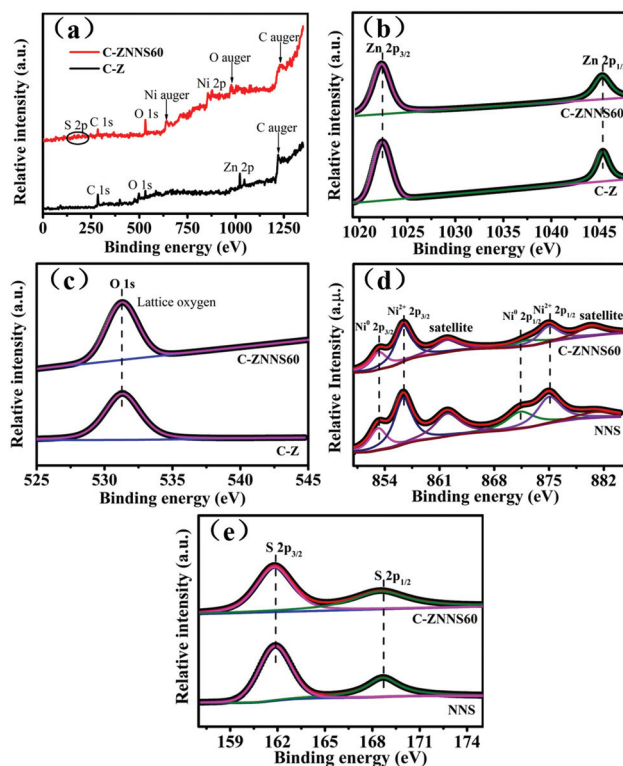 (a)
C-ZNNS60
C-Z
C auger
O auger
Ni 2p
Ni auger
S 2p
C 1s
O 1s
C auger
Zn 2p
O 1s
C 1s
Relative intensity (a.u.)
0 250 500 750 1000 1250
Binding energy (eV)
(b)
Zn 2p3/2
Zn 2p1/2
C-ZNNS60
C-Z
Relative intensity (a.u.)
1020 1025 1030 1035 1040 1045
Binding energy (eV)
(c)
O 1s
Lattice oxygen
C-ZNNS60
C-Z
Relative intensity (a.u.)
525 530 535 540 545
Binding energy (eV)
(d)
Ni0 2p3/2
Ni2+ 2p3/2
satellite
Ni0 2p1/2
Ni2+ 2p1/2
satellite
C-ZNNS60
NNS
Relative Intensity (a.μ.)
854 861 868 875 882
Binding energy (eV)
(e)
S 2p3/2
S 2p1/2
C-ZNNS60
NNS
Relative intensity (a.u.)
159 162 165 168 171 174
Binding energy (eV)